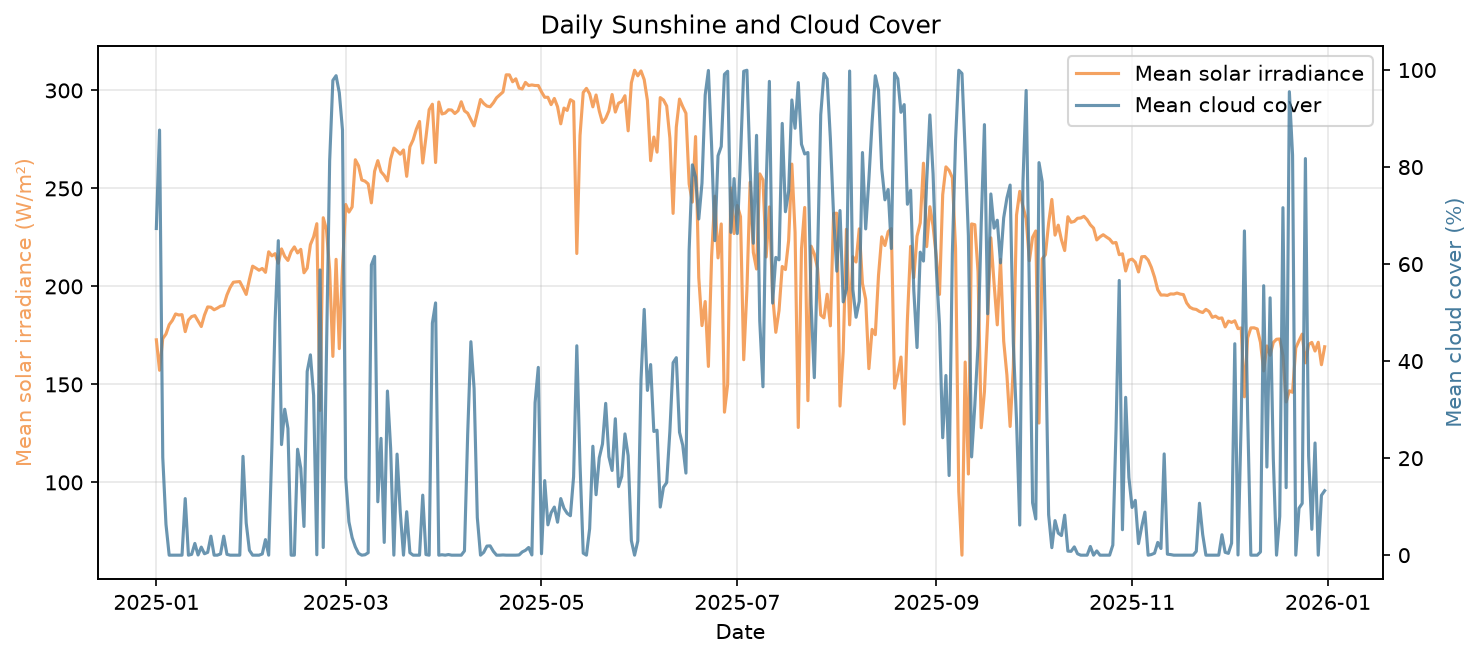 Daily Sunshine and Cloud Cover
Mean solar irradiance
Mean cloud cover
Mean solar irradiance (W/m²)
300
250
200
150
100
Mean cloud cover (%)
100
80
60
40
20
0
2025-01 2025-03 2025-05 2025-07 2025-09 2025-11 2026-01
Date